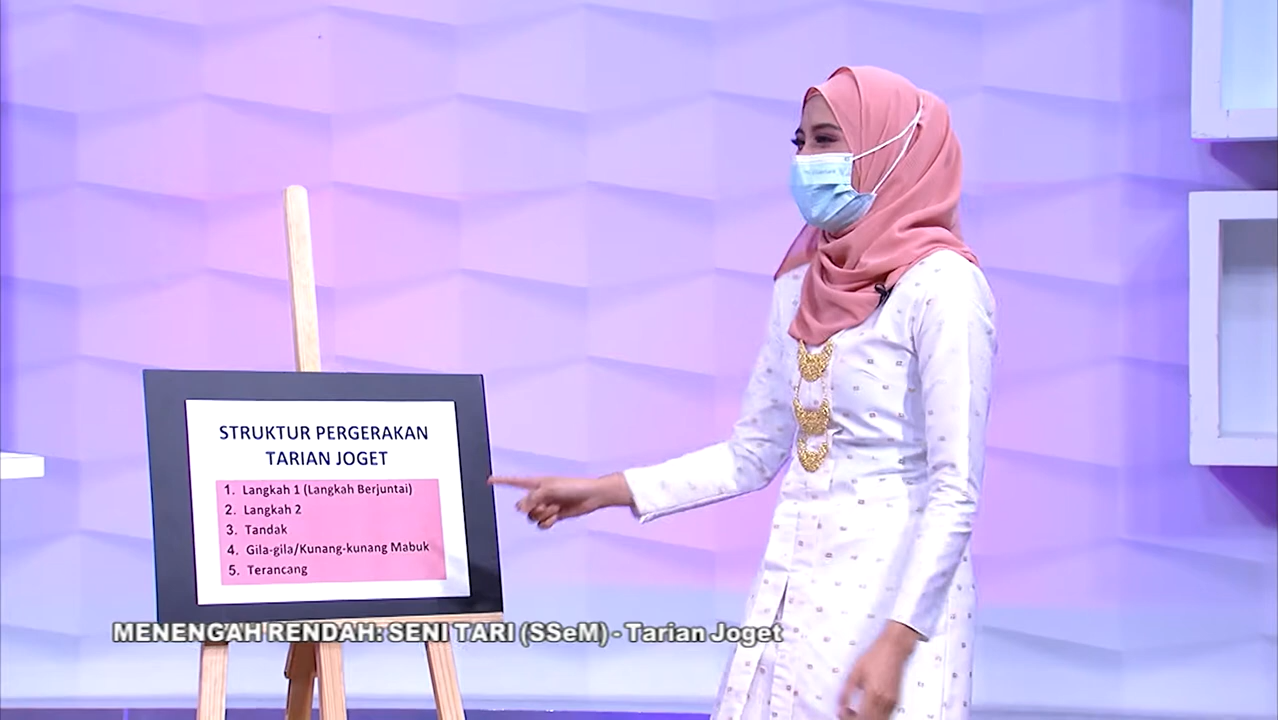 STRUKTUR PERGERAKAN
TARIAN JOGET
1. Langkah 1 (Langkah Berjuntai)
2. Langkah 2
3. Tandak
4. Gila-gila/Kunang-kunang Mabuk
5. Terancang
MENENGAH RENDAH: SENI TARI (SSeM) - Tarian Joget